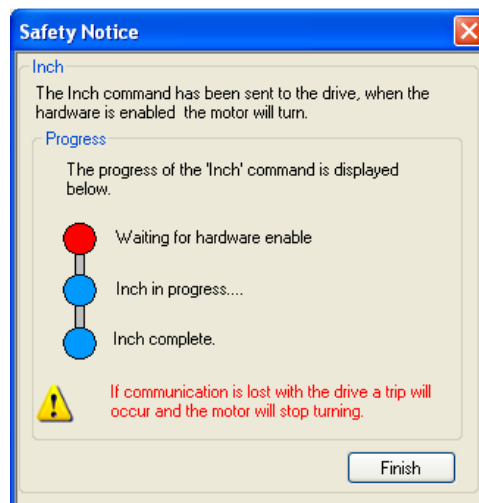 Safety Notice
Inch
The Inch command has been sent to the drive, when the
hardware is enabled the motor will turn.
Progress
The progress of the 'Inch' command is displayed
below.
Waiting for hardware enable
Inch in progress....
Inch complete.
If communication is lost with the drive a trip will
occur and the motor will stop turning.
Finish